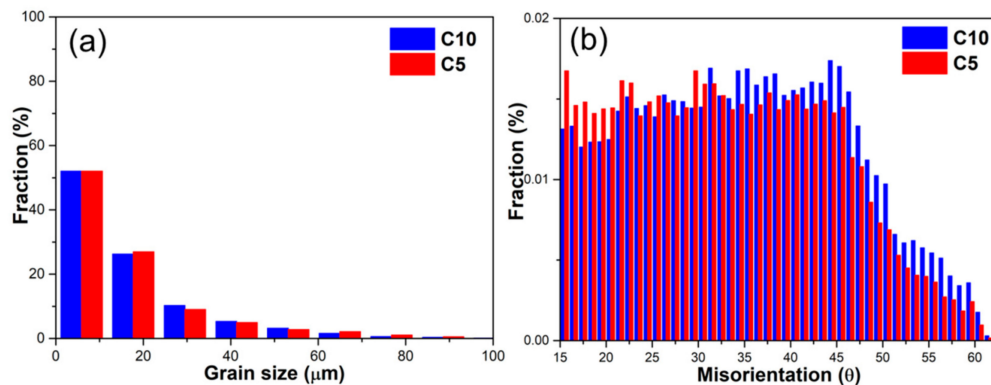 (a)
C10
C5
Fraction (%)
100
80
60
40
20
0
0 20 40 60 80 100
Grain size (μm)
(b)
C10
C5
Fraction (%)
0.02
0.01
0.00
15 20 25 30 35 40 45 50 55 60
Misorientation (θ)